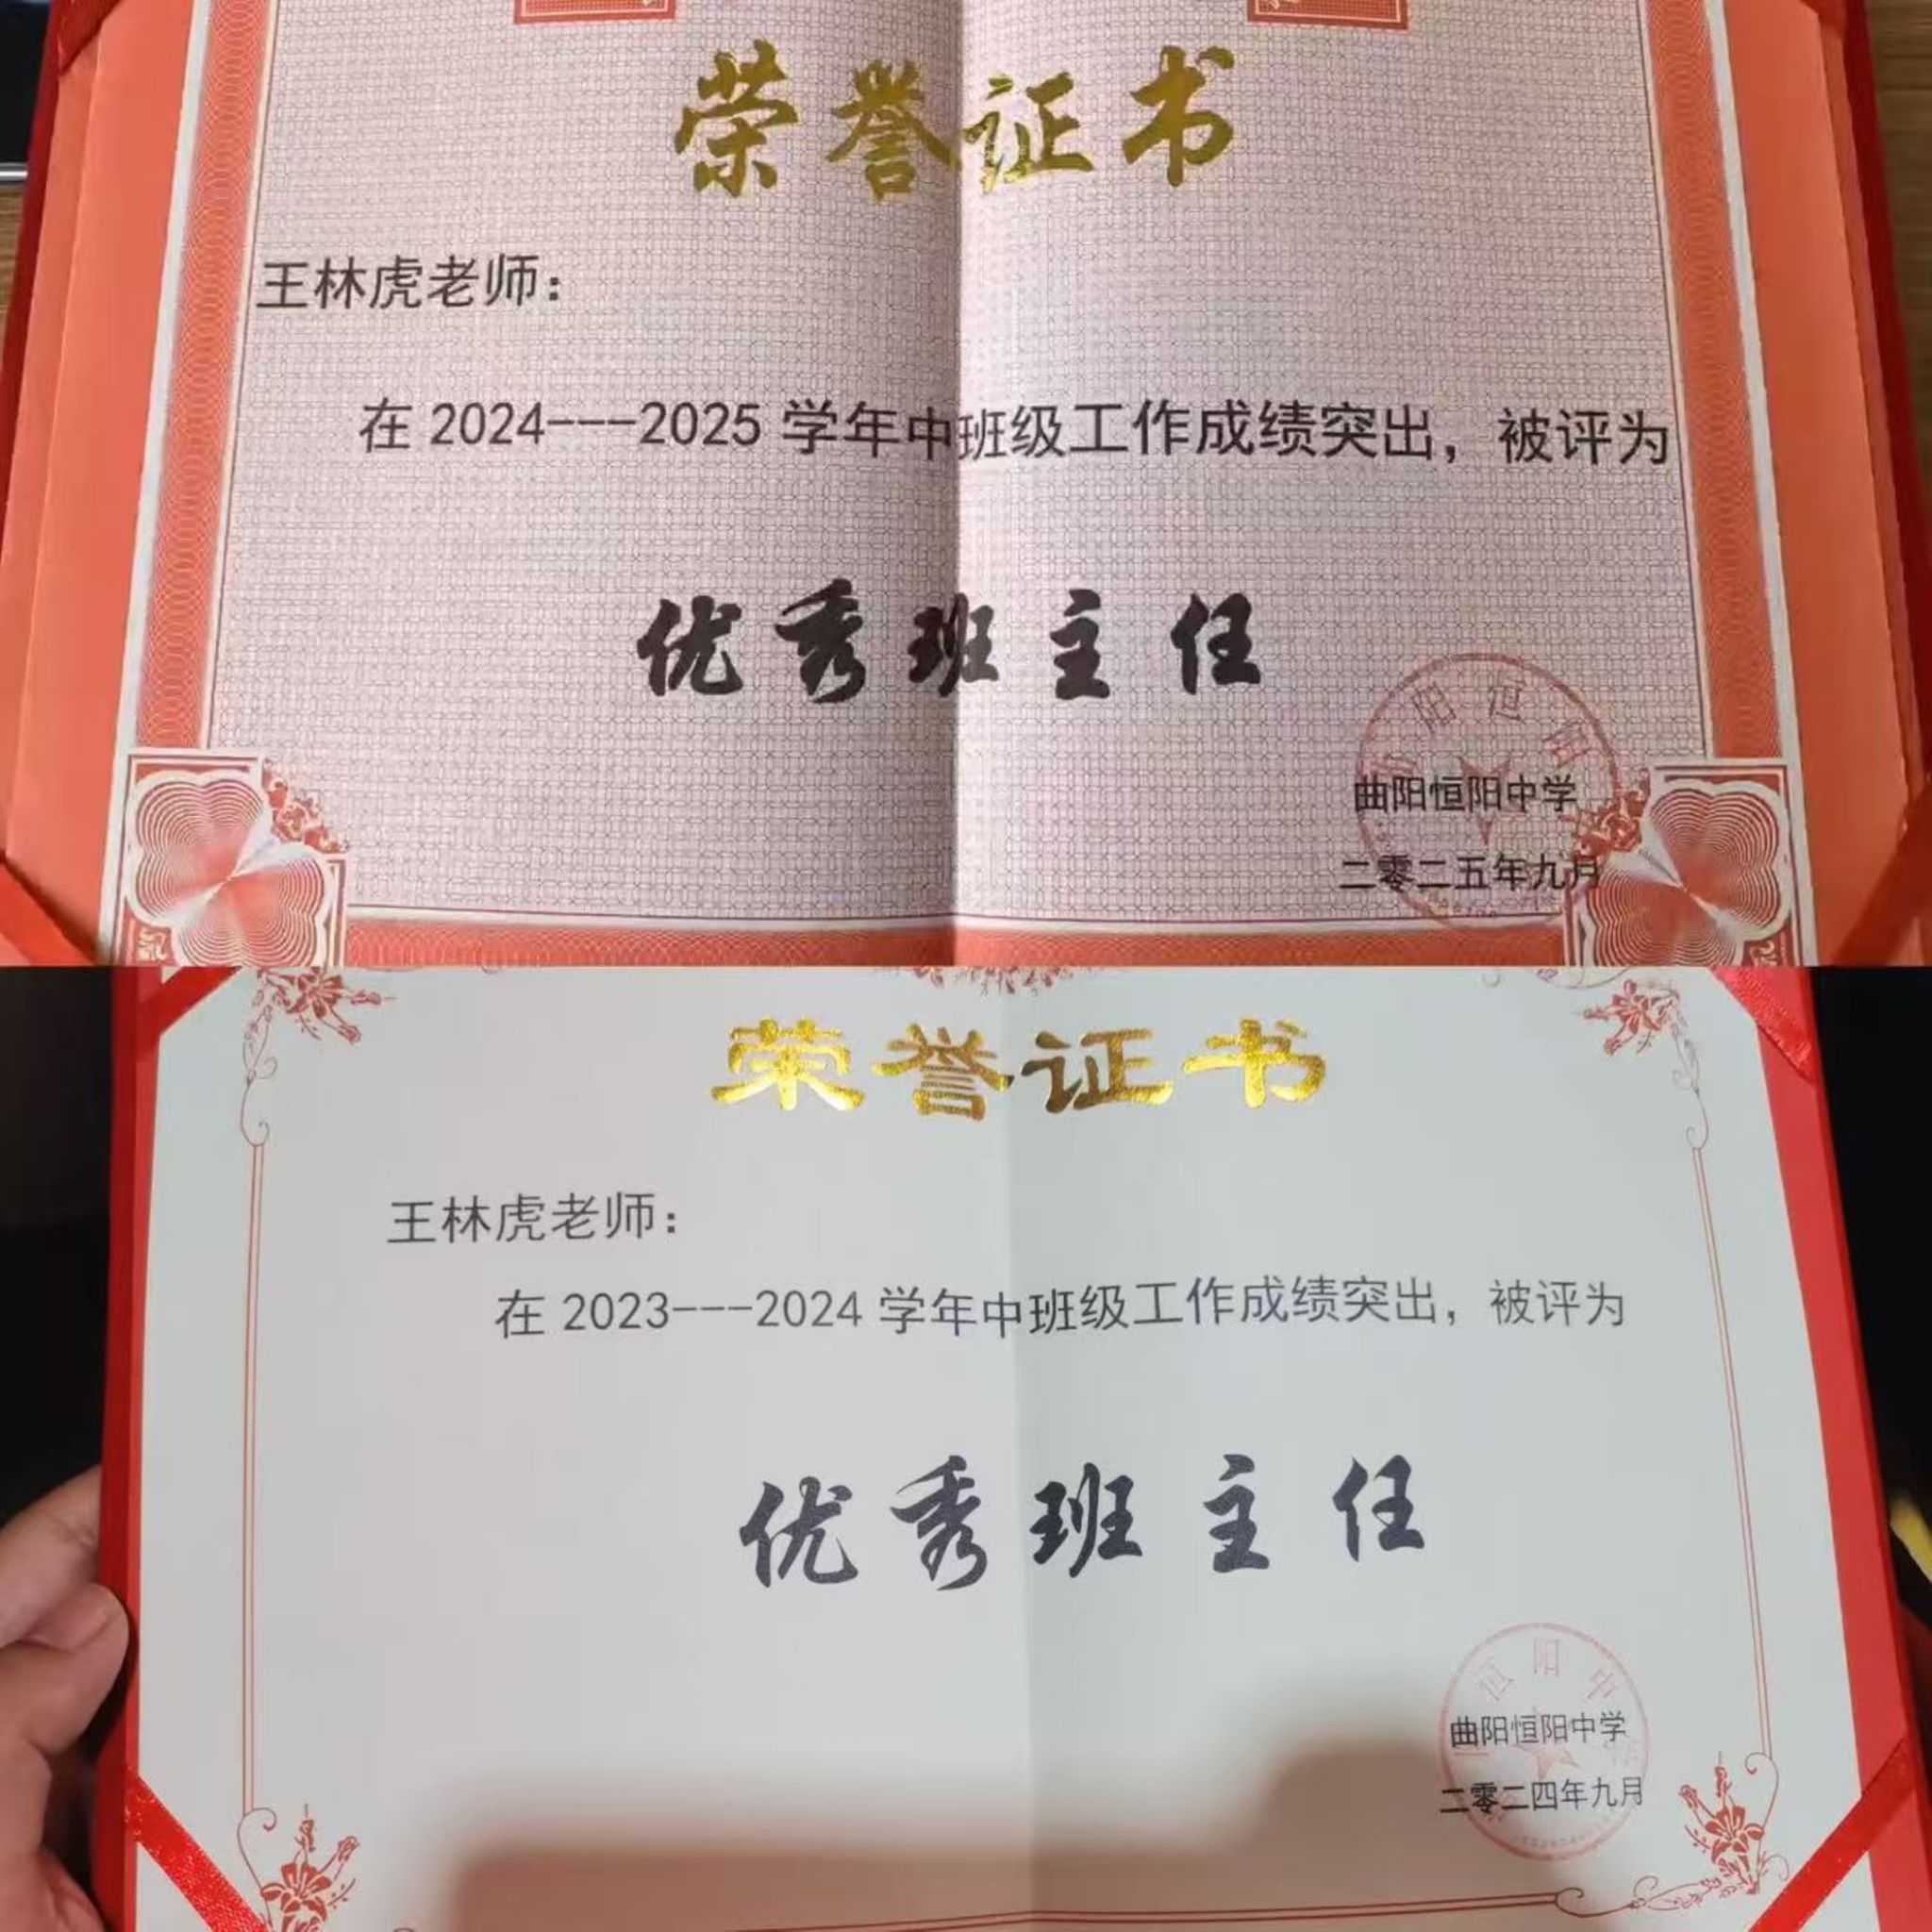 荣誉证书
王林虎老师：
在 2024---2025 学年中班级工作成绩突出，被评为
优秀班主任
曲阳恒阳中学
二零二五年九月
荣誉证书
王林虎老师：
在 2023---2024 学年中班级工作成绩突出，被评为
优秀班主任
恒阳中
曲阳恒阳中学
二零二四年九月